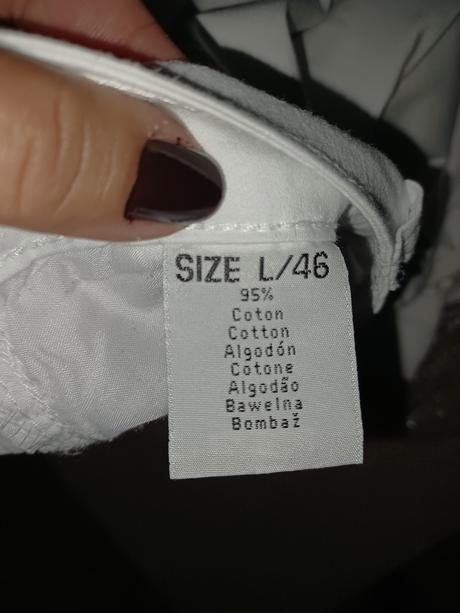 SIZE L/46
95%
Coton
Cotton
Algodón
Cotone
Algodão
Bawełna
Bombaž